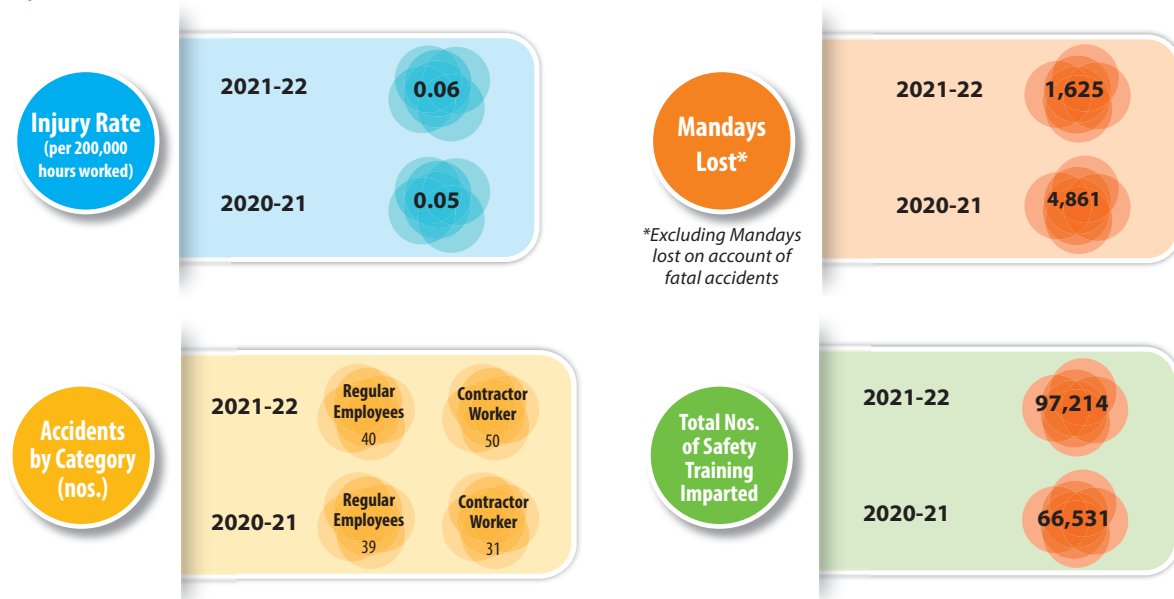 Injury Rate
(per 200,000
hours worked)
2021-22
0.06
2020-21
0.05
Mandays
Lost*
*Excluding Mandays
lost on account of
fatal accidents
2021-22
1,625
2020-21
4,861
Accidents
by Category
(nos.)
2021-22
Regular
Employees
40
Contractor
Worker
50
2020-21
Regular
Employees
39
Contractor
Worker
31
Total Nos.
of Safety
Training
Imparted
2021-22
97,214
2020-21
66,531